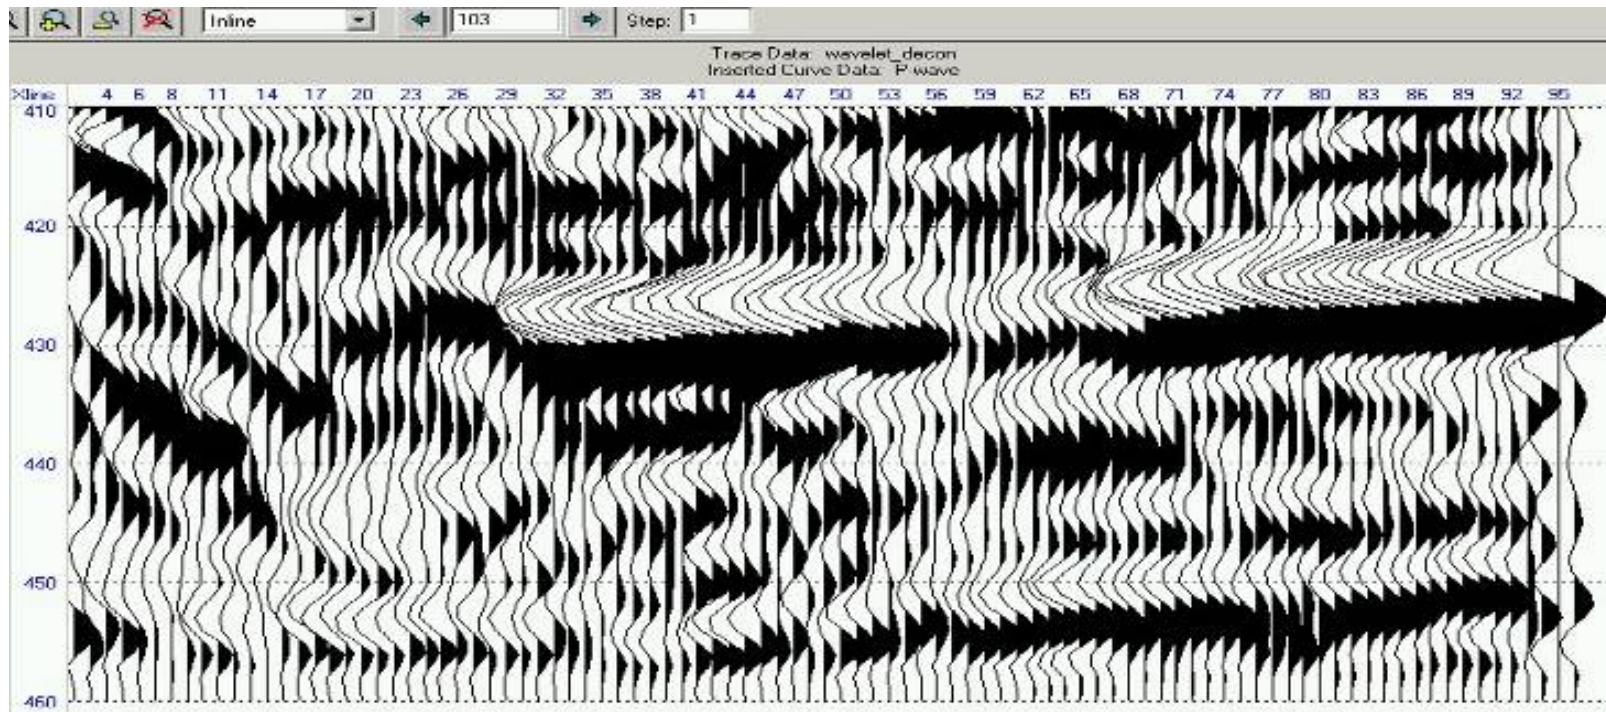 Inline 103 Step: 1
Trace Data: wavelet_decon
Inserted Curve Data: P-wave
Xline 4 6 8 11 14 17 20 23 26 29 32 35 38 41 44 47 50 53 56 59 62 65 68 71 74 77 80 83 86 89 92 95
410
420
430
440
450
460